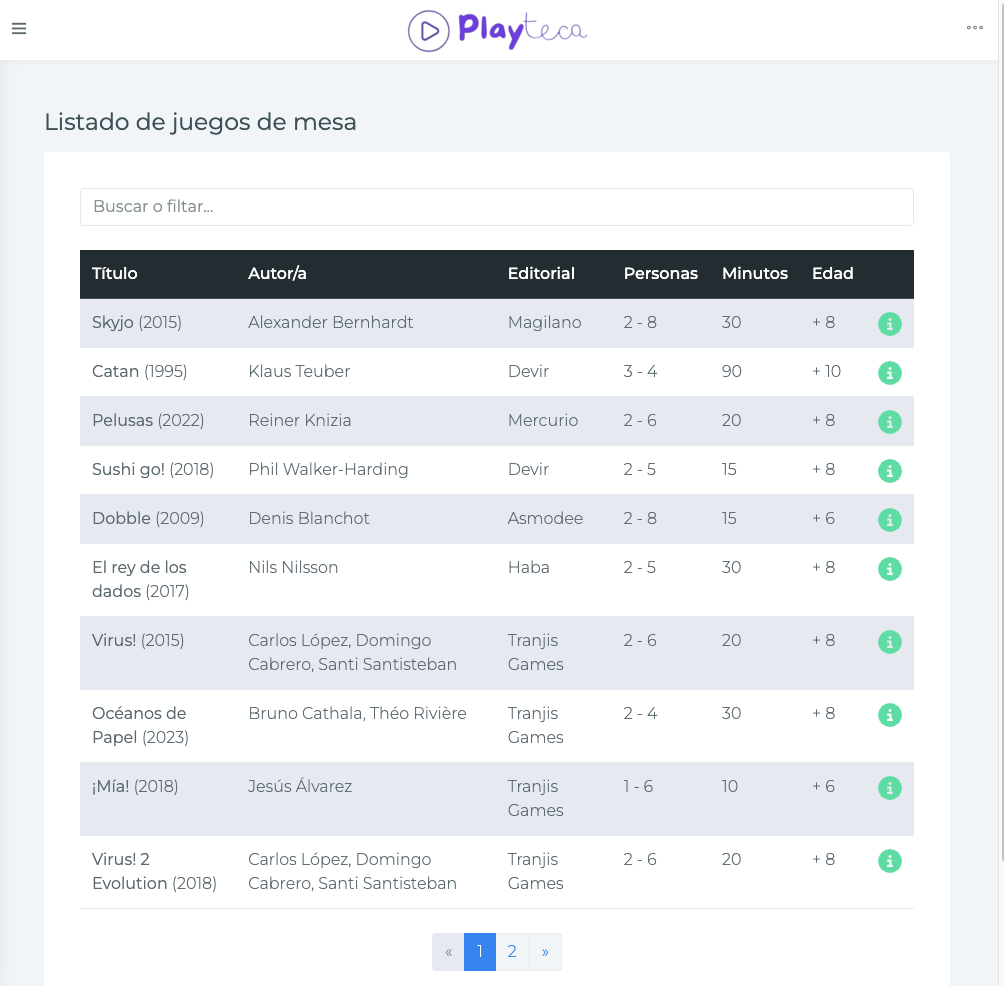 Playteca
Listado de juegos de mesa
Buscar o filtar...
Título Autor/a Editorial Personas Minutos Edad
Skyjo (2015) Alexander Bernhardt Magilano 2 - 8 30 + 8
Catan (1995) Klaus Teuber Devir 3 - 4 90 + 10
Pelusas (2022) Reiner Knizia Mercurio 2 - 6 20 + 8
Sushi go! (2018) Phil Walker-Harding Devir 2 - 5 15 + 8
Dobble (2009) Denis Blanchot Asmodee 2 - 8 15 + 6
El rey de los Nils Nilsson Haba 2 - 5 30 + 8
dados (2017)
Virus! (2015) Carlos López, Domingo Tranjis 2 - 6 20 + 8
Cabrero, Santi Santisteban Games
Océanos de Bruno Cathala, Théo Rivière Tranjis 2 - 4 30 + 8
Papel (2023) Games
¡Mía! (2018) Jesús Álvarez Tranjis 1 - 6 10 + 6
Games
Virus! 2 Carlos López, Domingo Tranjis 2 - 6 20 + 8
Evolution (2018) Cabrero, Santi Santisteban Games
« 1 2 »